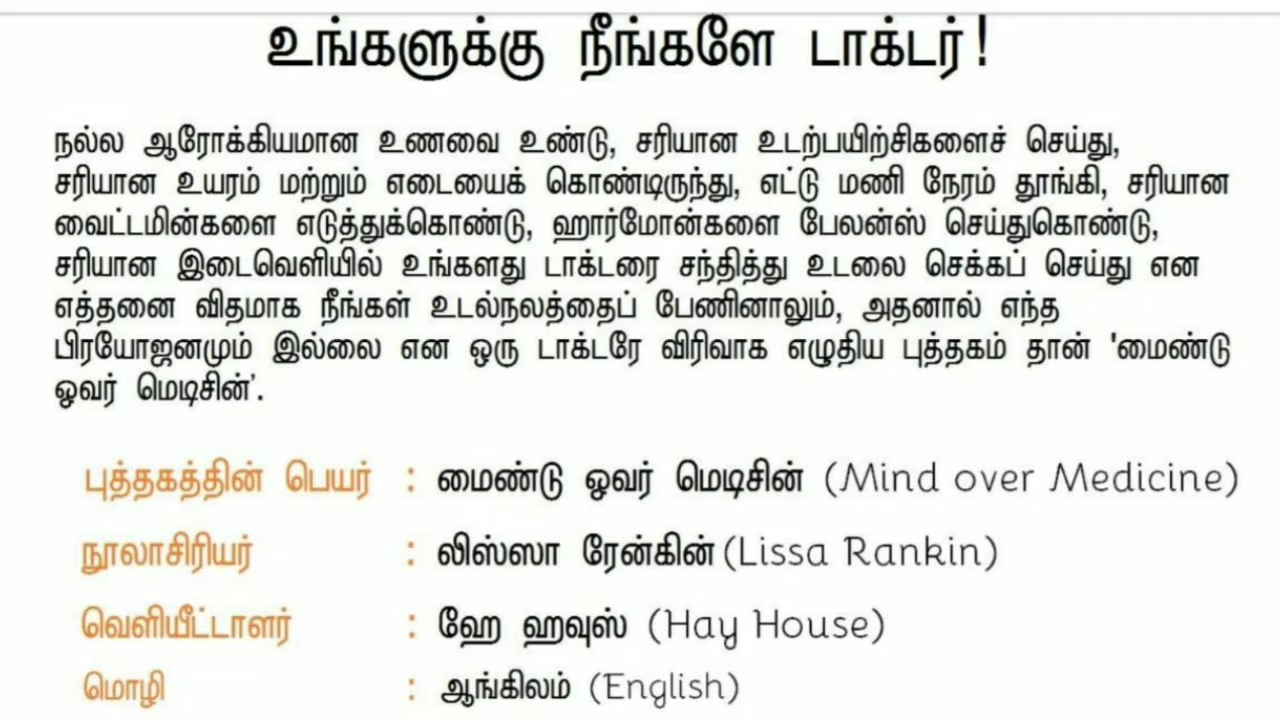 உங்களுக்கு நீங்களே டாக்டர்!
நல்ல ஆரோக்கியமான உணவை உண்டு, சரியான உடற்பயிற்சிகளைச் செய்து,
சரியான உயரம் மற்றும் எடையைக் கொண்டிருந்து, எட்டு மணி நேரம் தூங்கி, சரியான
வைட்டமின்களை எடுத்துக்கொண்டு, ஹார்மோன்களை பேலன்ஸ் செய்துகொண்டு,
சரியான இடைவெளியில் உங்களது டாக்டரை சந்தித்து உடலை செக்கப் செய்து என
எத்தனை விதமாக நீங்கள் உடல்நலத்தைப் பேணினாலும், அதனால் எந்த
பிரயோஜனமும் இல்லை என ஒரு டாக்டரே விரிவாக எழுதிய புத்தகம் தான் 'மைண்டு
ஓவர் மெடிசின்'.
புத்தகத்தின் பெயர் : மைண்டு ஓவர் மெடிசின் (Mind over Medicine)
நூலாசிரியர் : லிஸ்ஸா ரேன்கின் (Lissa Rankin)
வெளியீட்டாளர் : ஹே ஹவுஸ் (Hay House)
மொழி : ஆங்கிலம் (English)